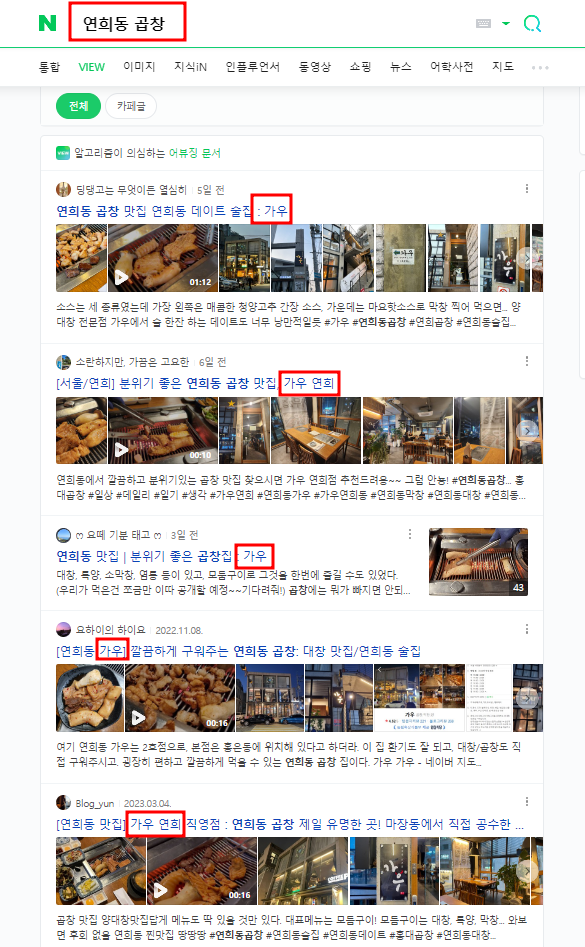 N 연희동 곱창
통합 VIEW 이미지 지식iN 인플루언서 동영상 쇼핑 뉴스 어학사전 지도
전체 카페글
VIEW 알고리즘이 의심하는 어뷰징 문서
딩댕고는 무엇이든 열심히 5일 전
연희동 곱창 맛집 연희동 데이트 술집 : 가우
01:12
소스는 세 종류였는데 가장 왼쪽은 매콤한 청양고추 간장 소스, 가운데는 마요핫소스로 막창 찍어 먹으면... 양
대창 전문점 가우에서 술 한잔 하는 데이트도 너무 낭만적일듯 #가우 #연희동곱창 #연희곱창 #연희동술집...
소란하지만, 가끔은 고요한 6일 전
[서울/연희] 분위기 좋은 연희동 곱창 맛집, 가우 연희
00:10
연희동에서 깔끔하고 분위기있는 곱창 맛집 찾으시면 가우 연희점 추천드려용~~ 그럼 안뇽! #연희동곱창... 홍
대곱창 #일상 #데일리 #일기 #생각 #가우연희 #연희동가우 #가우연희동 #연희동막창 #연희동대창 #연희동...
ෆ 요떼 기분 태고 ෆ 3일 전
연희동 맛집 | 분위기 좋은 곱창집 : 가우
대창, 특양, 소막창, 염통 등이 있고, 모둠구이로 그것을 한번에 즐길 수도 있었다.
(우리가 먹은건 쪼금만 이따 공개할 예정~~기다려줘!) 곱창에는 뭐가 빠지면 안되...
43
요하이의 하이요 2022.11.08.
[연희동 가우] 깔끔하게 구워주는 연희동 곱창: 대창 맛집/연희동 술집
00:16
가우
여기 연희동 가우는 2호점으로, 본점은 홍은동에 위치해 있다고 하더라. 이 집 환기도 잘 되고, 대창/곱창도 직
접 구워주시고, 굉장히 편하고 깔끔하게 먹을 수 있는 연희동 곱창 집이다. 가우 가우 - 네이버 지도...
Blog_yun 2023.03.04.
[연희동 맛집] 가우 연희 직영점 : 연희동 곱창 제일 유명한 곳! 마장동에서 직접 공수한 ...
00:16
가우
곱창 맛집 양대창맛집답게 메뉴도 딱 있을 것만 있다. 대표메뉴는 모듬구이! 모듬구이는 대창, 특양, 막창... 와보
면 후회 없을 연희동 찐맛집 땅땅땅 #연희동곱창 #연희동술집 #연희동데이트 #홍대곱창 #연희동대창...